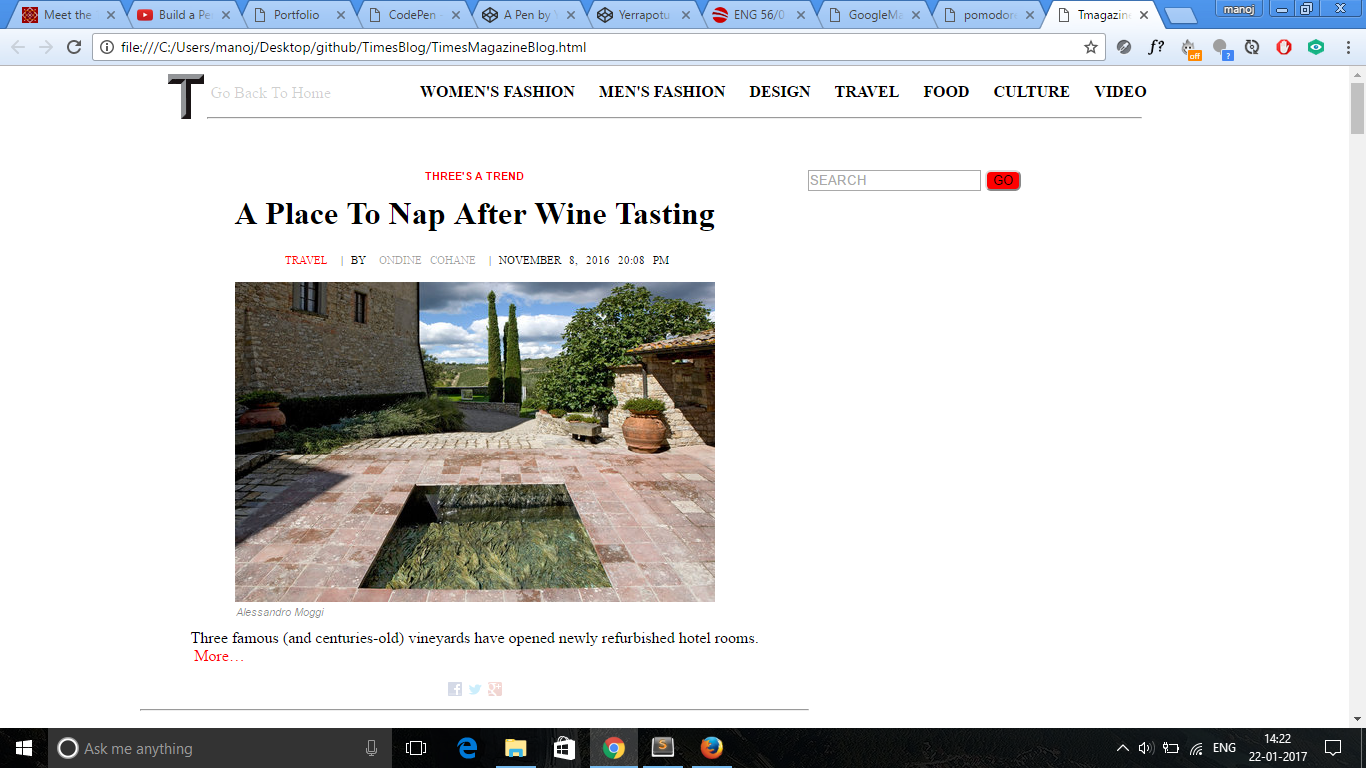 Meet the
Build a Pe
Portfolio
CodePen -
A Pen by
Yerrapotu
ENG 56/0
GoogleMa
pomodoro
Tmagazine
manoj
file:///C:/Users/manoj/Desktop/github/TimesBlog/TimesMagazineBlog.html
f?
off
?
T Go Back To Home
WOMEN'S FASHION MEN'S FASHION DESIGN TRAVEL FOOD CULTURE VIDEO
THREE'S A TREND
SEARCH GO
A Place To Nap After Wine Tasting
TRAVEL | BY ONDINE COHANE | NOVEMBER 8, 2016 20:08 PM
Alessandro Moggi
Three famous (and centuries-old) vineyards have opened newly refurbished hotel rooms.
More…
Ask me anything
ENG
14:22
22-01-2017